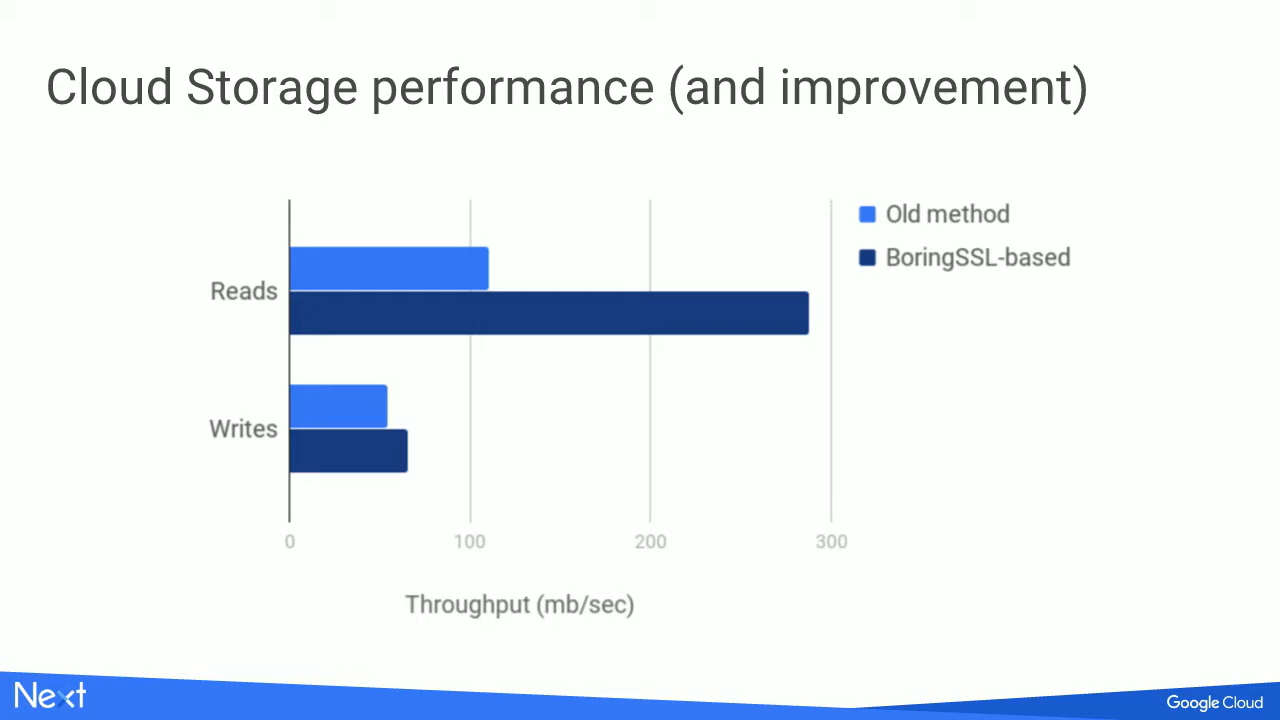 Cloud Storage performance (and improvement)
Old method
BoringSSL-based
Reads
Writes
0 100 200 300
Throughput (mb/sec)
Next
Google Cloud